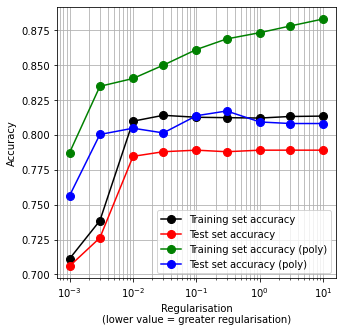 0.875
0.850
0.825
0.800
0.775
0.750
0.725
0.700
Accuracy
Training set accuracy
Test set accuracy
Training set accuracy (poly)
Test set accuracy (poly)
10⁻³ 10⁻² 10⁻¹ 10⁰ 10¹
Regularisation
(lower value = greater regularisation)